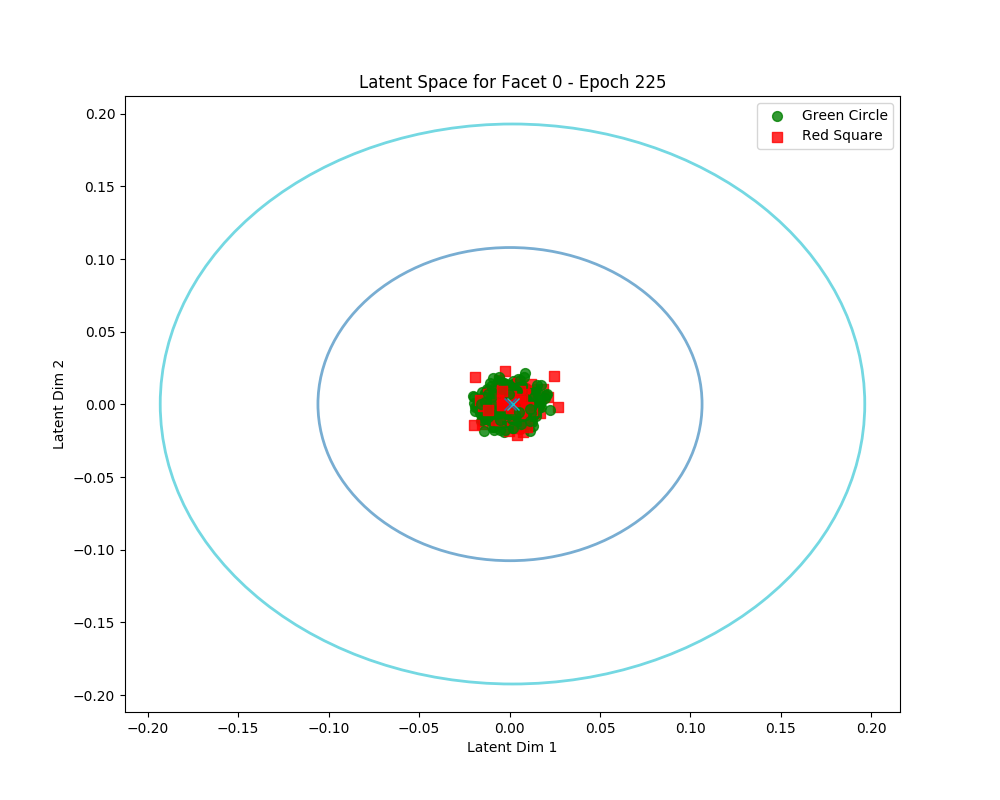 Latent Space for Facet 0 - Epoch 225
Green Circle
Red Square
Latent Dim 2
0.20
0.15
0.10
0.05
0.00
−0.05
−0.10
−0.15
−0.20
−0.20 −0.15 −0.10 −0.05 0.00 0.05 0.10 0.15 0.20
Latent Dim 1